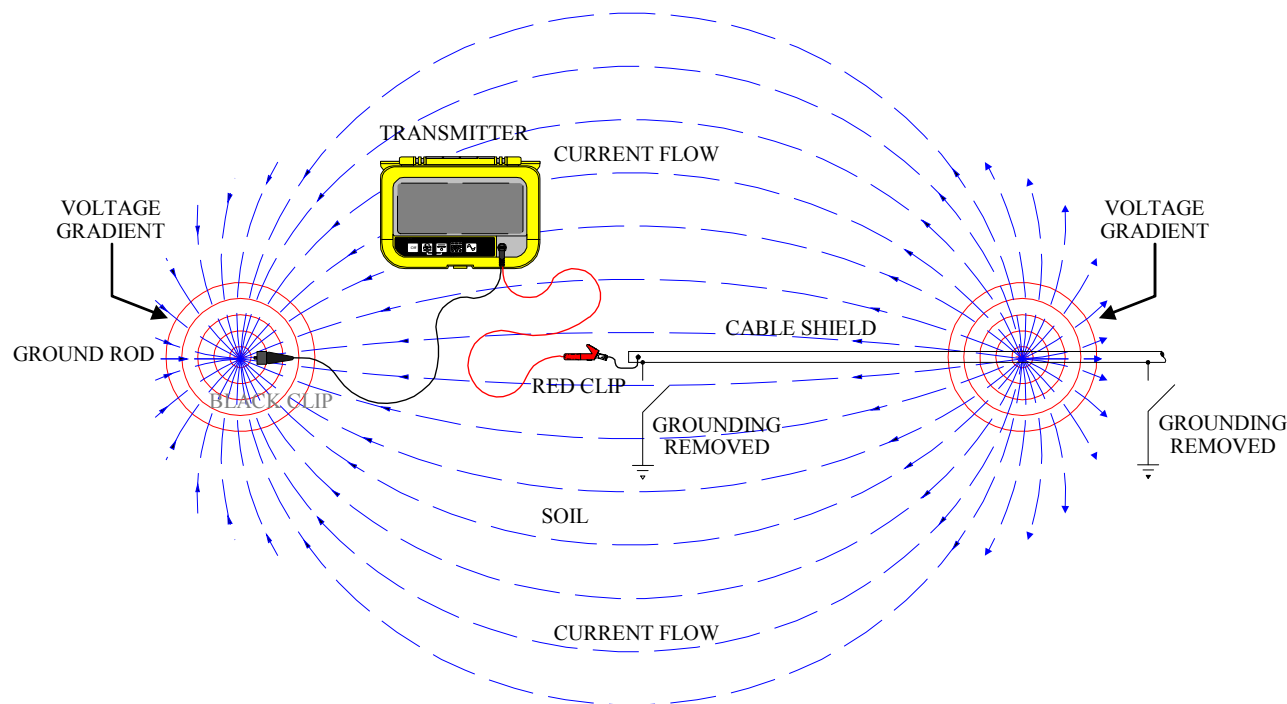 TRANSMITTER
CURRENT FLOW
VOLTAGE
GRADIENT
VOLTAGE
GRADIENT
CABLE SHIELD
GROUND ROD
RED CLIP
BLACK CLIP
GROUNDING
REMOVED
GROUNDING
REMOVED
SOIL
CURRENT FLOW